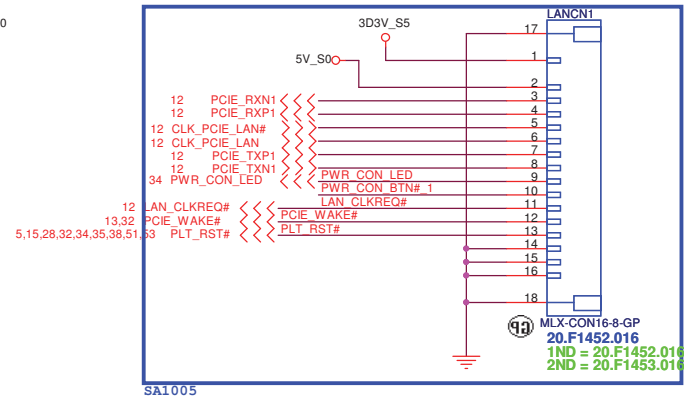 0
LANCN1
3D3V_S5
17
1
5V_S0
2
12 PCIE_RXN1 3
12 PCIE_RXP1 4
12 CLK_PCIE_LAN# 5
12 CLK_PCIE_LAN 6
12 PCIE_TXP1 7
12 PCIE_TXN1 8
34 PWR_CON_LED PWR_CON_LED 9
PWR_CON_BTN#_1 10
12 LAN_CLKREQ# LAN_CLKREQ# 11
13,32 PCIE_WAKE# PCIE_WAKE# 12
5,15,28,32,34,35,38,51,53 PLT_RST# PLT_RST# 13
14
15
16
18
GP MLX-CON16-8-GP
20.F1452.016
1ND = 20.F1452.016
2ND = 20.F1453.016
SA1005